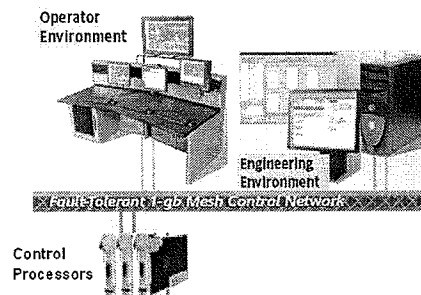 Operator
Environment
Engineering
Environment
Fault-Tolerant 1-gb Mesh Control Network
Control
Processors